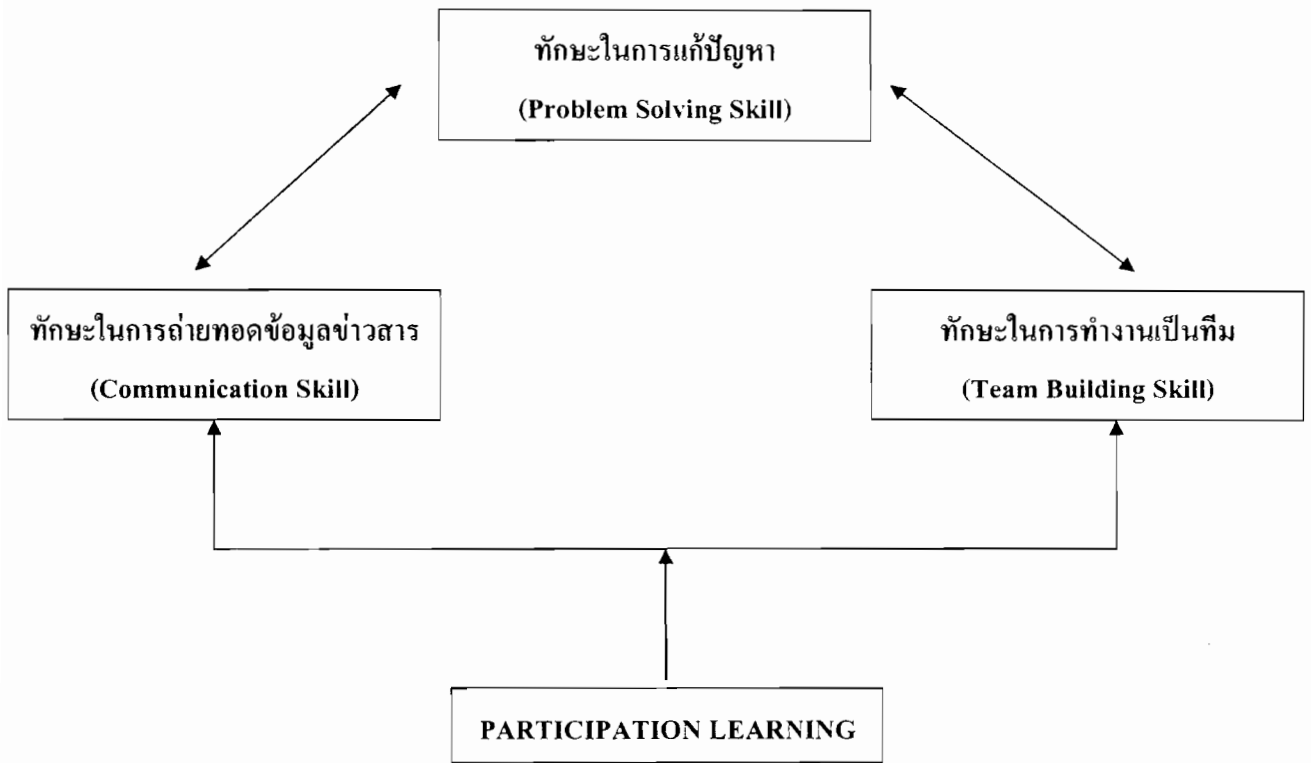 ทักษะในการแก้ปัญหา
(Problem Solving Skill)
ทักษะในการถ่ายทอดข้อมูลข่าวสาร
(Communication Skill)
ทักษะในการทำงานเป็นทีม
(Team Building Skill)
PARTICIPATION LEARNING